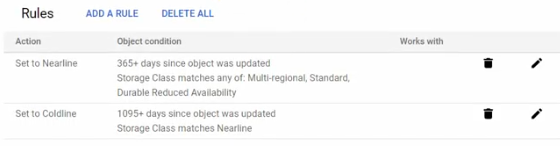 Rules ADD A RULE DELETE ALL
Action Object condition Works with
Set to Nearline 365+ days since object was updated
Storage Class matches any of: Multi-regional, Standard,
Durable Reduced Availability
Set to Coldline 1095+ days since object was updated
Storage Class matches Nearline